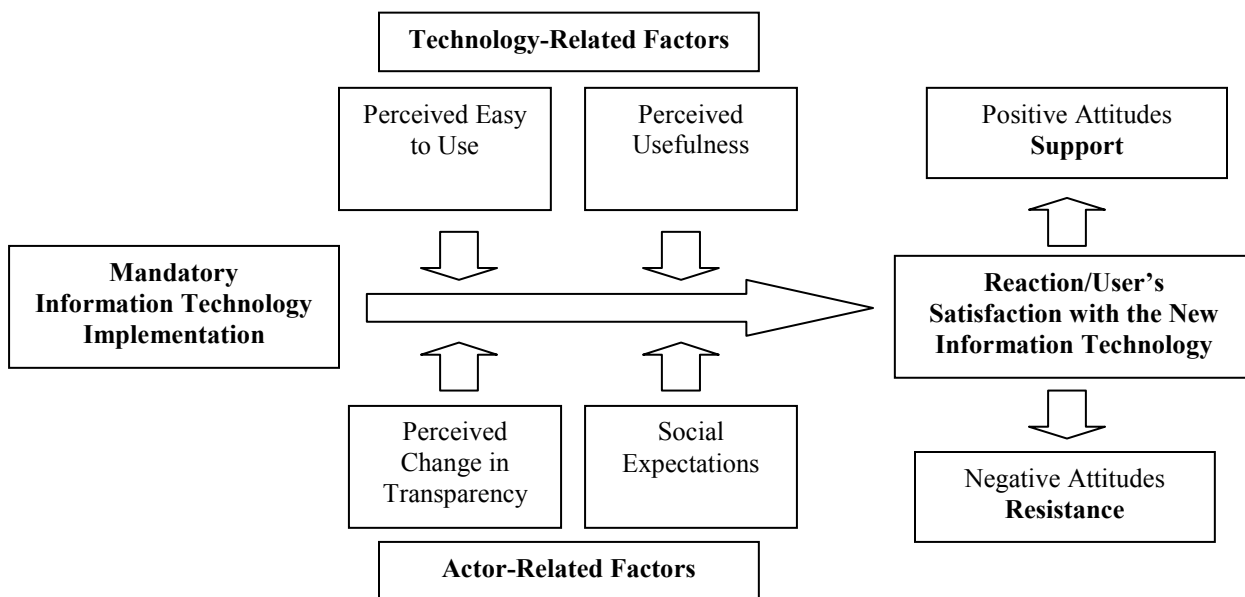 Technology-Related Factors
Perceived Easy
to Use
Perceived
Usefulness
Positive Attitudes
Support
Mandatory
Information Technology
Implementation
Reaction/User's
Satisfaction with the New
Information Technology
Perceived
Change in
Transparency
Social
Expectations
Negative Attitudes
Resistance
Actor-Related Factors